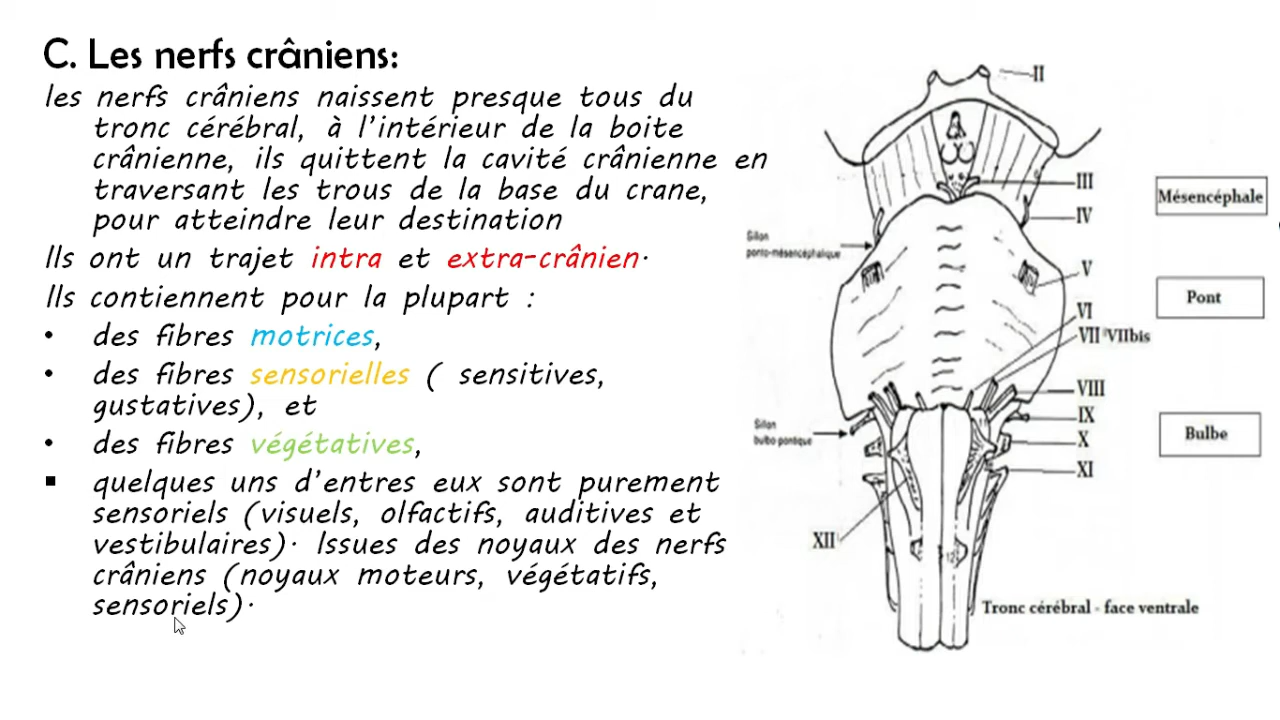 C. Les nerfs crâniens:
les nerfs crâniens naissent presque tous du
tronc cérébral, à l'intérieur de la boite
crânienne, ils quittent la cavité crânienne en
traversant les trous de la base du crane,
pour atteindre leur destination
Ils ont un trajet intra et extra-crânien.
Ils contiennent pour la plupart :
• des fibres motrices,
• des fibres sensorielles ( sensitives,
gustatives), et
• des fibres végétatives,
▪ quelques uns d'entres eux sont purement
sensoriels (visuels, olfactifs, auditives et
vestibulaires). Issues des noyaux des nerfs
crâniens (noyaux moteurs, végétatifs,
sensoriels).
II
III
IV
Sillon
ponto-mésencéphalique
V
VI
VII VIIbis
VIII
IX
X
XI
Sillon
bulbo pontique
XII
Mésencéphale
Pont
Bulbe
Tronc cérébral - face ventrale